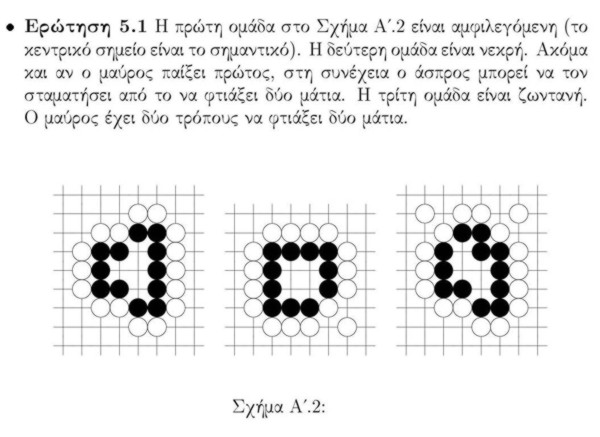 • Ερώτηση 5.1 Η πρώτη ομάδα στο Σχήμα Α΄.2 είναι αμφιλεγόμενη (το
κεντρικό σημείο είναι το σημαντικό). Η δεύτερη ομάδα είναι νεκρή. Ακόμα
και αν ο μαύρος παίξει πρώτος, στη συνέχεια ο άσπρος μπορεί να τον
σταματήσει από το να φτιάξει δύο μάτια. Η τρίτη ομάδα είναι ζωντανή.
Ο μαύρος έχει δύο τρόπους να φτιάξει δύο μάτια.
Σχήμα Α΄.2: